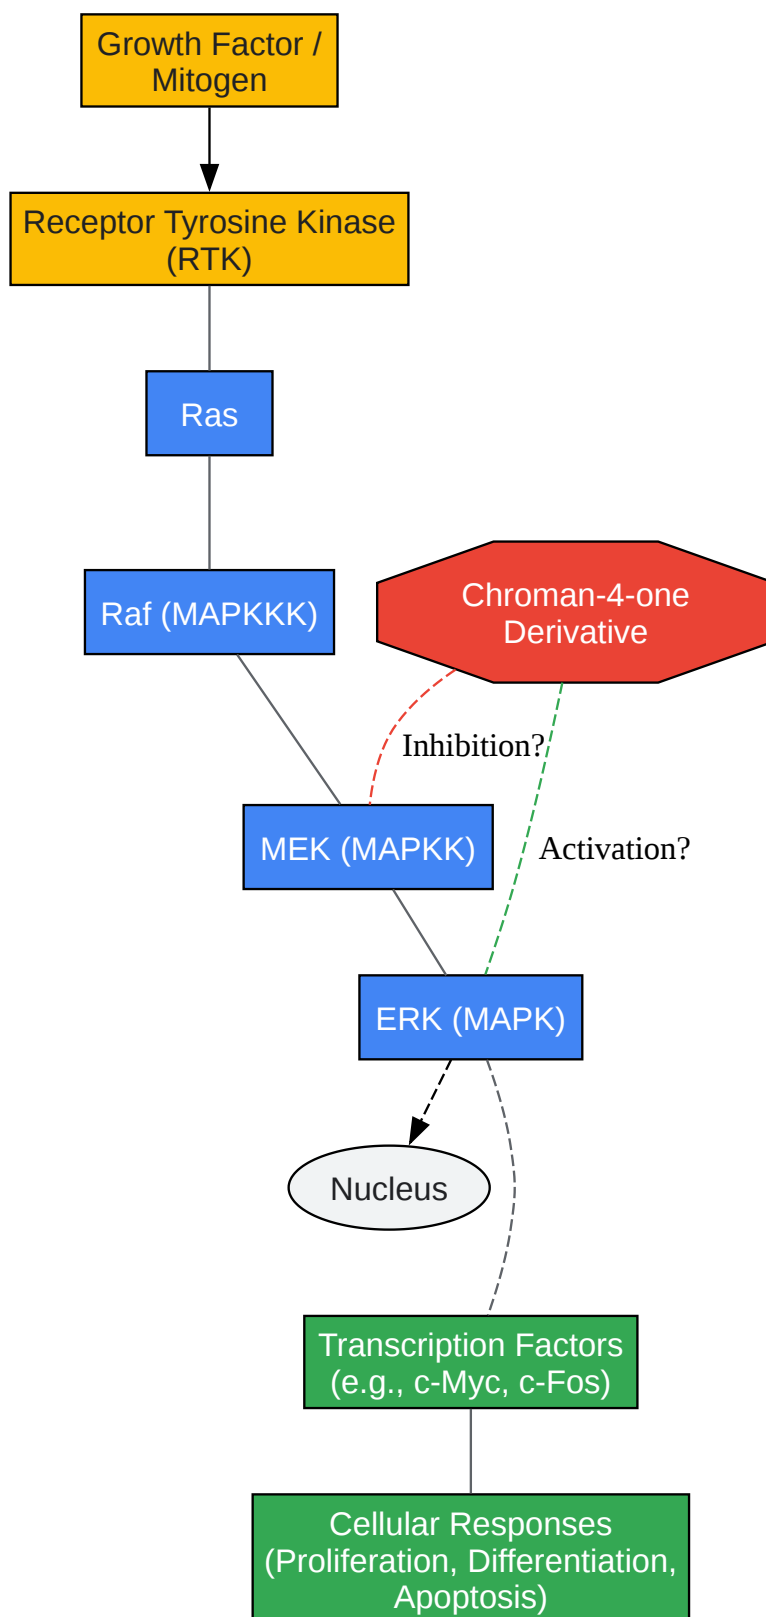 Growth Factor /
Mitogen
Receptor Tyrosine Kinase
(RTK)
Ras
Raf (MAPKKK)
Chroman-4-one
Derivative
Inhibition?
MEK (MAPKK)
Activation?
ERK (MAPK)
Nucleus
Transcription Factors
(e.g., c-Myc, c-Fos)
Cellular Responses
(Proliferation, Differentiation,
Apoptosis)